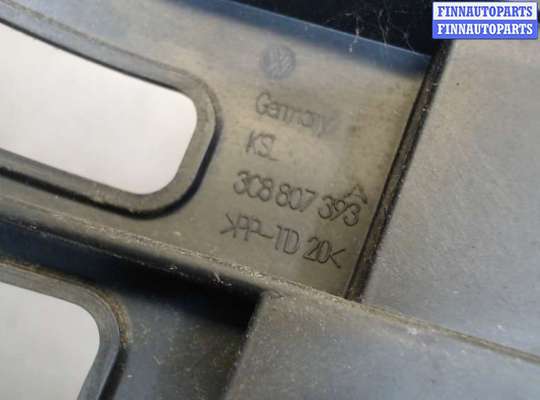 FINNAUTOPARTS
FINNAUTOPARTS
Germany
KSL
3C8 807 393 A
>PP-TD 20<